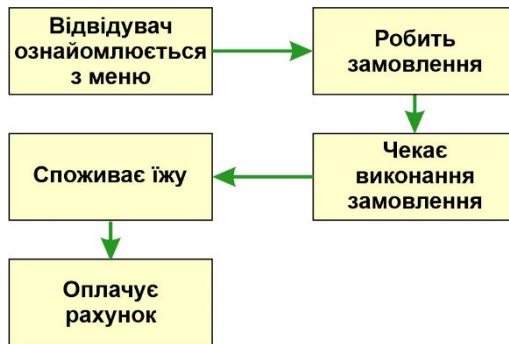 Відвідувач
ознайомлюється
з меню
Робить
замовлення
Чекає
виконання
замовлення
Споживає їжу
Оплачує
рахунок